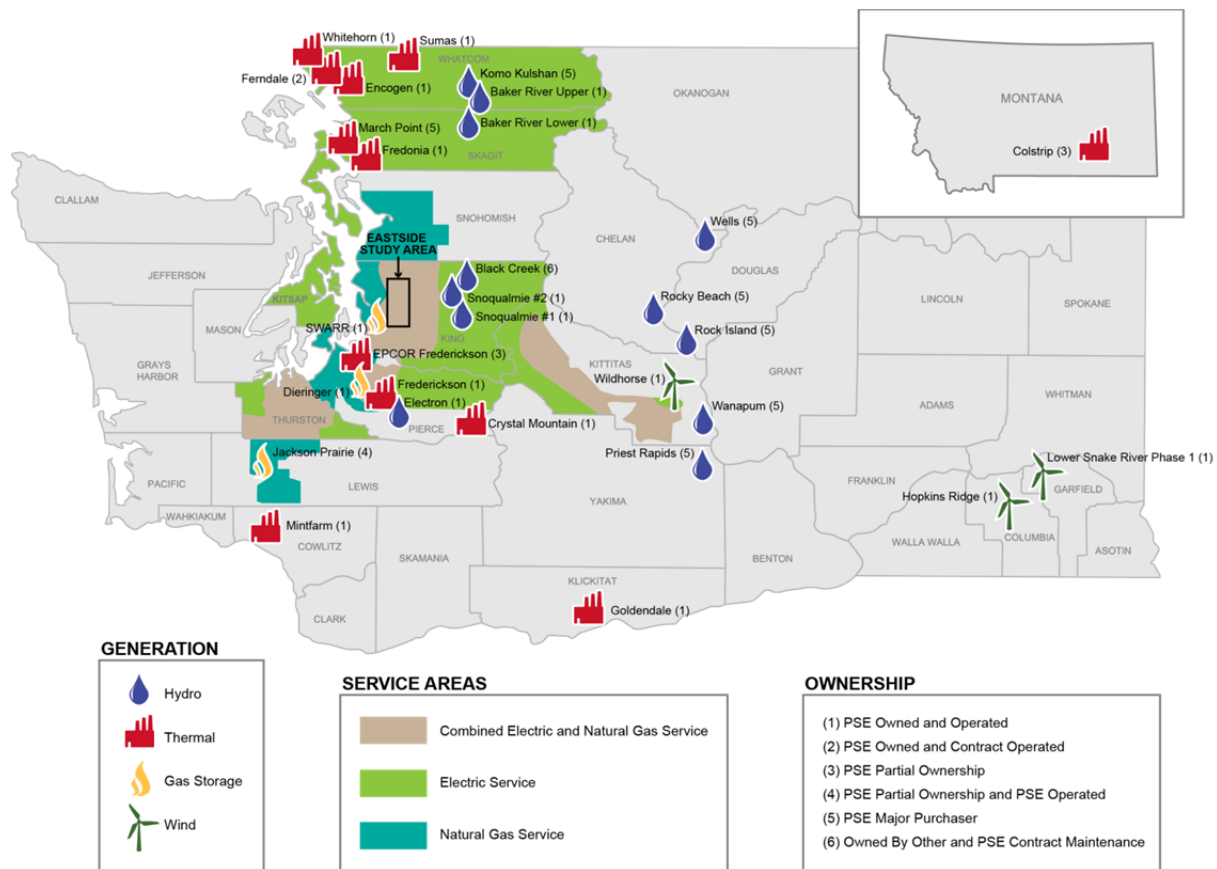 Whitehorn (1)
Sumas (1)
WHATCOM
Ferndale (2)
Encogen (1)
Komo Kulshan (5)
Baker River Upper (1)
OKANOGAN
MONTANA
Colstrip (3)
Baker River Lower (1)
March Point (5)
Fredonia (1)
SKAGIT
CLALLAM
SNOHOMISH
Wells (5)
EASTSIDE
STUDY AREA
CHELAN
JEFFERSON
Black Creek (6)
DOUGLAS
KITSAP
Snoqualmie #2 (1)
Rocky Beach (5)
LINCOLN
SPOKANE
MASON
SWARR (1)
Snoqualmie #1 (1)
Rock Island (5)
KING
GRAYS
HARBOR
EPCOR Frederickson (3)
KITTITAS
GRANT
Wildhorse (1)
Dieringer (1)
Frederickson (1)
Electron (1)
WHITMAN
ADAMS
THURSTON
PIERCE
Crystal Mountain (1)
Wanapum (5)
Jackson Prairie (4)
Priest Rapids (5)
Lower Snake River Phase 1 (1)
PACIFIC
LEWIS
FRANKLIN
GARFIELD
YAKIMA
Hopkins Ridge (1)
WAHKIAKUM
Mintfarm (1)
COWLITZ
SKAMANIA
WALLA WALLA
COLUMBIA
ASOTIN
BENTON
KLICKITAT
Goldendale (1)
CLARK
GENERATION
Hydro
Thermal
Gas Storage
Wind
SERVICE AREAS
Combined Electric and Natural Gas Service
Electric Service
Natural Gas Service
OWNERSHIP
(1) PSE Owned and Operated
(2) PSE Owned and Contract Operated
(3) PSE Partial Ownership
(4) PSE Partial Ownership and PSE Operated
(5) PSE Major Purchaser
(6) Owned By Other and PSE Contract Maintenance